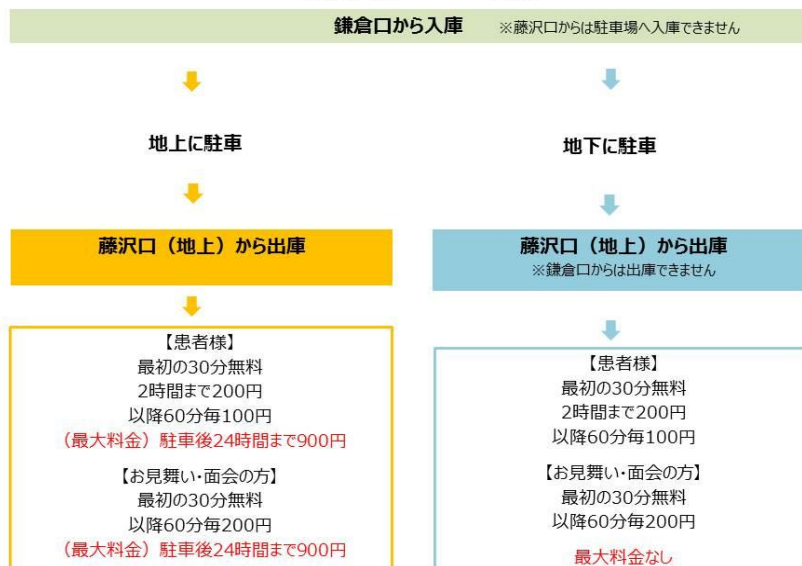 鎌倉口から入庫 ※藤沢口からは駐車場へ入庫できません
地上に駐車
藤沢口（地上）から出庫
【患者様】
最初の30分無料
2時間まで200円
以降60分毎100円
（最大料金）駐車後24時間まで900円
【お見舞い・面会の方】
最初の30分無料
以降60分毎200円
（最大料金）駐車後24時間まで900円
地下に駐車
藤沢口（地上）から出庫
※鎌倉口からは出庫できません
【患者様】
最初の30分無料
2時間まで200円
以降60分毎100円
【お見舞い・面会の方】
最初の30分無料
以降60分毎200円
最大料金なし